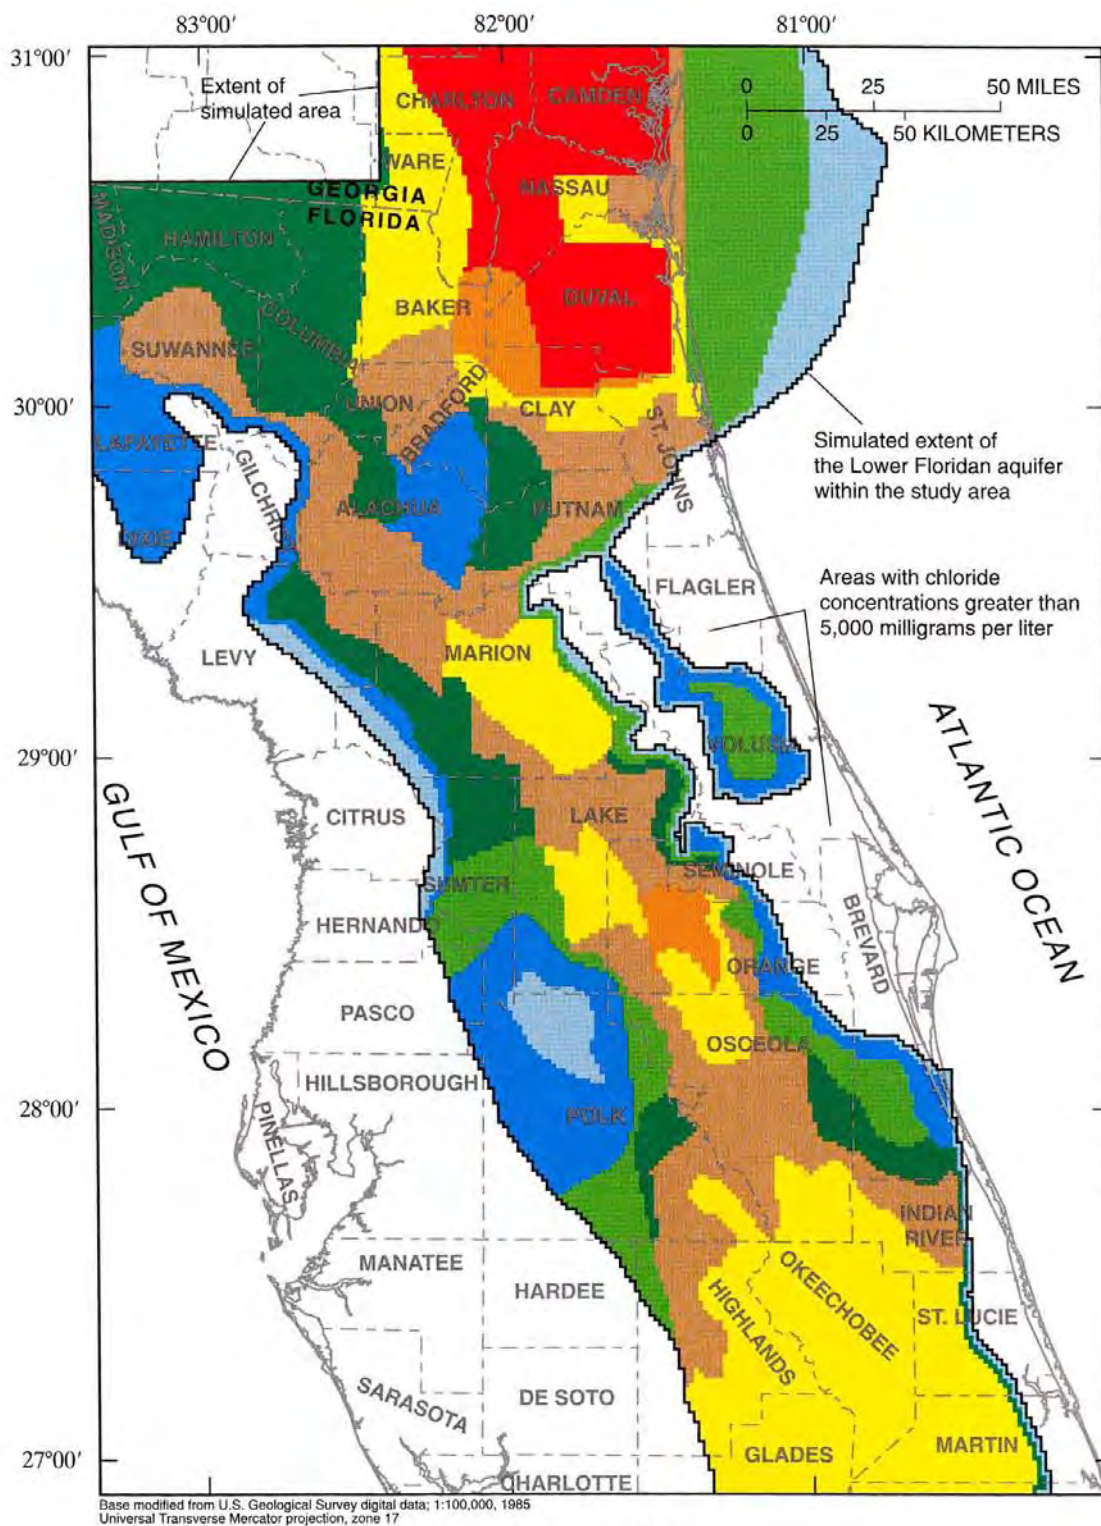 83°00′ 82°00′ 81°00′
31°00′
Extent of
simulated area
0 25 50 MILES
0 25 50 KILOMETERS
CHARLTON
CAMDEN
WARE
NASSAU
GEORGIA
FLORIDA
MADISON
HAMILTON
COLUMBIA
BAKER
DUVAL
SUWANNEE
30°00′
UNION
BRADFORD
CLAY
ST. JOHNS
Simulated extent of
the Lower Floridan aquifer
within the study area
LAFAYETTE
GILCHRIST
ALACHUA
PUTNAM
DIXIE
FLAGLER
Areas with chloride
concentrations greater than
5,000 milligrams per liter
LEVY
MARION
VOLUSIA
29°00′
ATLANTIC OCEAN
GULF OF MEXICO
CITRUS
LAKE
SUMTER
SEMINOLE
HERNANDO
BREVARD
ORANGE
PASCO
OSCEOLA
HILLSBOROUGH
28°00′
PINELLAS
POLK
INDIAN
RIVER
MANATEE
HARDEE
OKEECHOBEE
HIGHLANDS
ST. LUCIE
SARASOTA
DE SOTO
27°00′
GLADES
MARTIN
CHARLOTTE
Base modified from U.S. Geological Survey digital data; 1:100,000, 1985
Universal Transverse Mercator projection, zone 17